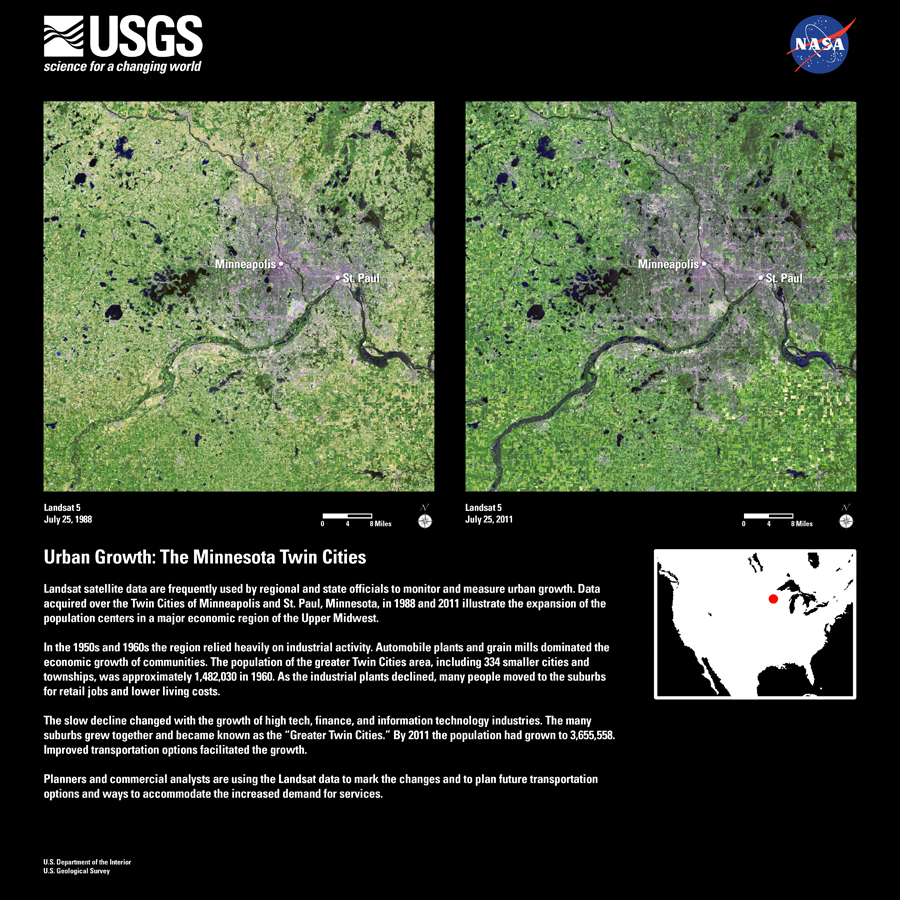 USGS
science for a changing world
NASA
Minneapolis
St. Paul
Minneapolis
St. Paul
Landsat 5
July 25, 1988
0 4 8 Miles
N
Landsat 5
July 25, 2011
0 4 8 Miles
N
Urban Growth: The Minnesota Twin Cities
Landsat satellite data are frequently used by regional and state officials to monitor and measure urban growth. Data
acquired over the Twin Cities of Minneapolis and St. Paul, Minnesota, in 1988 and 2011 illustrate the expansion of the
population centers in a major economic region of the Upper Midwest.
In the 1950s and 1960s the region relied heavily on industrial activity. Automobile plants and grain mills dominated the
economic growth of communities. The population of the greater Twin Cities area, including 334 smaller cities and
townships, was approximately 1,482,030 in 1960. As the industrial plants declined, many people moved to the suburbs
for retail jobs and lower living costs.
The slow decline changed with the growth of high tech, finance, and information technology industries. The many
suburbs grew together and became known as the “Greater Twin Cities.” By 2011 the population had grown to 3,655,558.
Improved transportation options facilitated the growth.
Planners and commercial analysts are using the Landsat data to mark the changes and to plan future transportation
options and ways to accommodate the increased demand for services.
U.S. Department of the Interior
U.S. Geological Survey